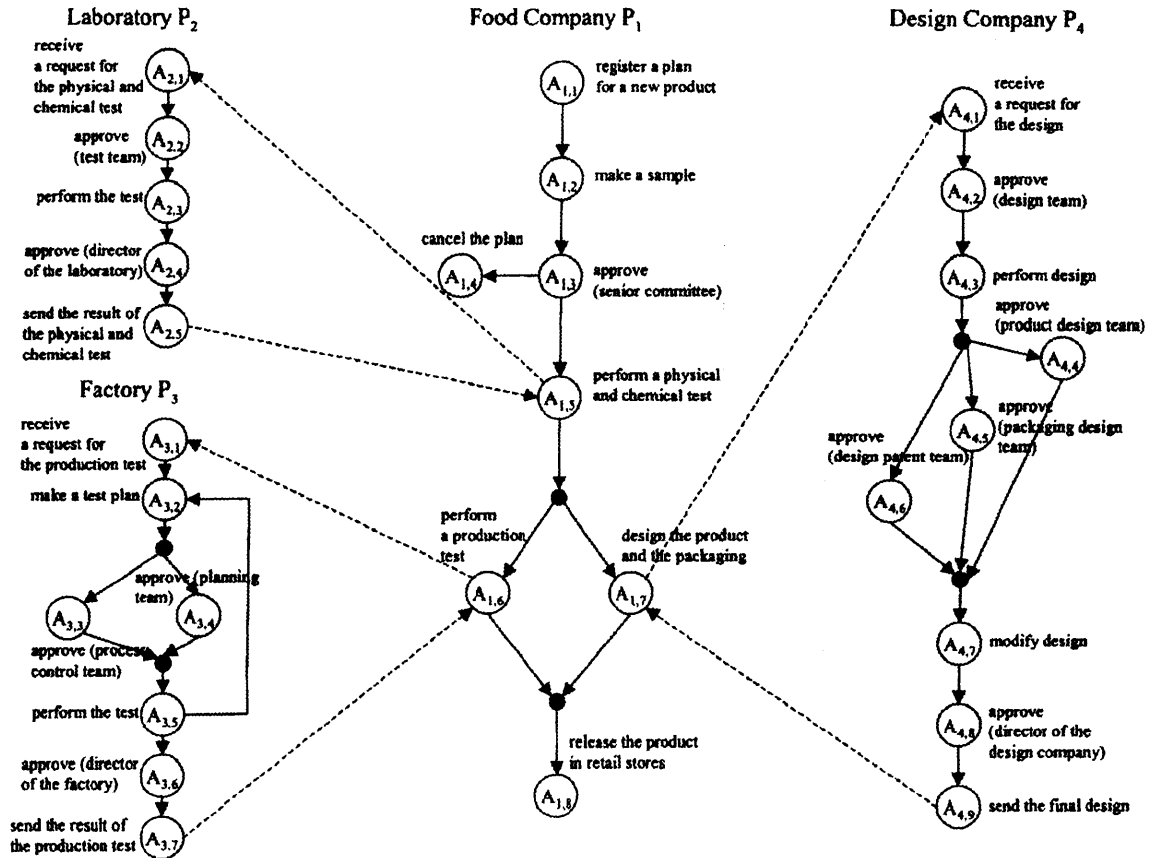 Laboratory P2
receive
a request for
the physical and
chemical test
A2,1
approve
(test team)
A2,2
perform the test
A2,3
approve (director
of the laboratory)
A2,4
send the result of
the physical and
chemical test
A2,5
Factory P3
receive
a request for
the production test
A3,1
make a test plan
A3,2
approve (planning
team)
A3,3
A3,4
approve (process
control team)
perform the test
A3,5
approve (director
of the factory)
A3,6
send the result of
the production test
A3,7
Food Company P1
A1,1
register a plan
for a new product
A1,2
make a sample
cancel the plan
A1,4
A1,3
approve
(senior committee)
A1,5
perform a physical
and chemical test
perform
a production
test
A1,6
design the product
and the packaging
A1,7
release the product
in retail stores
A1,8
Design Company P4
A4,1
receive
a request for
the design
A4,2
approve
(design team)
A4,3
perform design
approve
(product design team)
A4,4
approve
(packaging design
team)
A4,5
approve
(design patent team)
A4,6
A4,7
modify design
A4,8
approve
(director of the
design company)
A4,9
send the final design